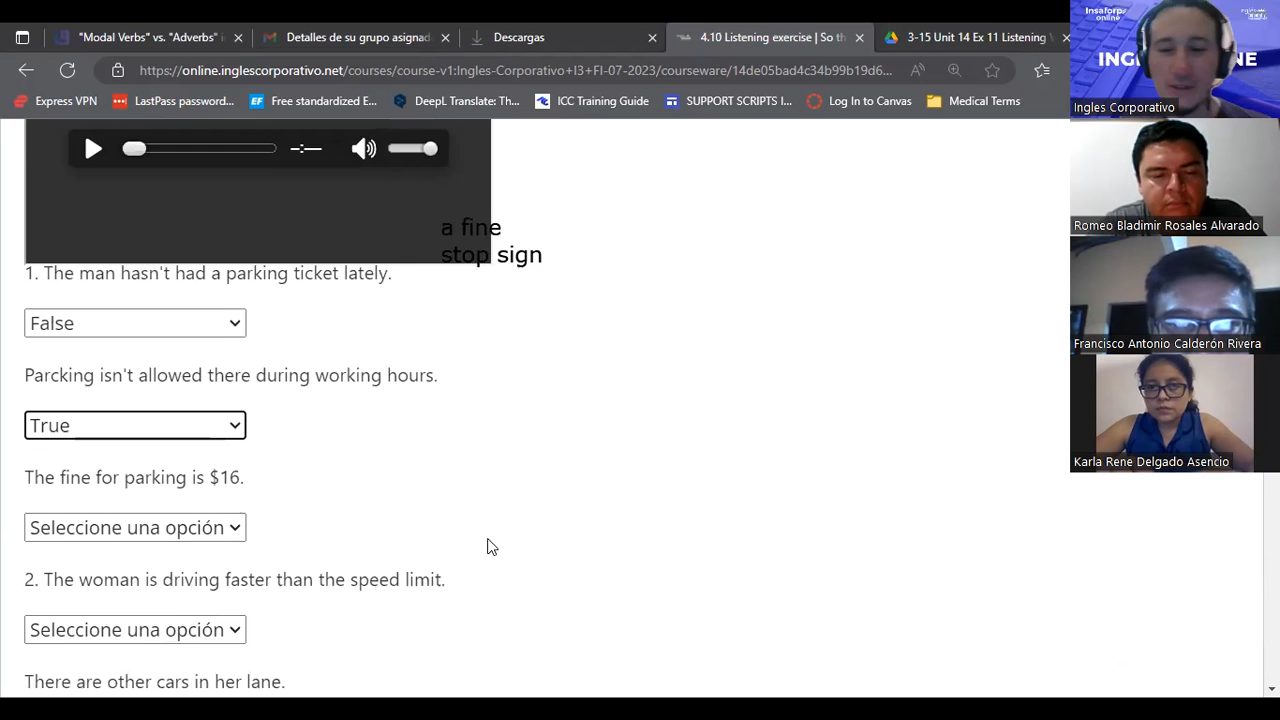 "Modal Verbs" vs. "Adverbs" i
Detalles de su grupo asignad
Descargas
4.10 Listening exercise | So th
3-15 Unit 14 Ex 11 Listening
https://online.inglescorporativo.net/courses/course-v1:Ingles-Corporativo+I3+FI-07-2023/courseware/14de05bad4c34b99b19d6...
Express VPN
LastPass password...
Free standardized E...
DeepL Translate: Th...
ICC Training Guide
SUPPORT SCRIPTS I...
Log In to Canvas
Medical Terms
Insaforp
online
Ingles Corporativo
Romeo Bladimir Rosales Alvarado
Francisco Antonio Calderón Rivera
Karla Rene Delgado Asencio
-:--
a fine
stop sign
1. The man hasn't had a parking ticket lately.
False
Parcking isn't allowed there during working hours.
True
The fine for parking is $16.
Seleccione una opción
2. The woman is driving faster than the speed limit.
Seleccione una opción
There are other cars in her lane.